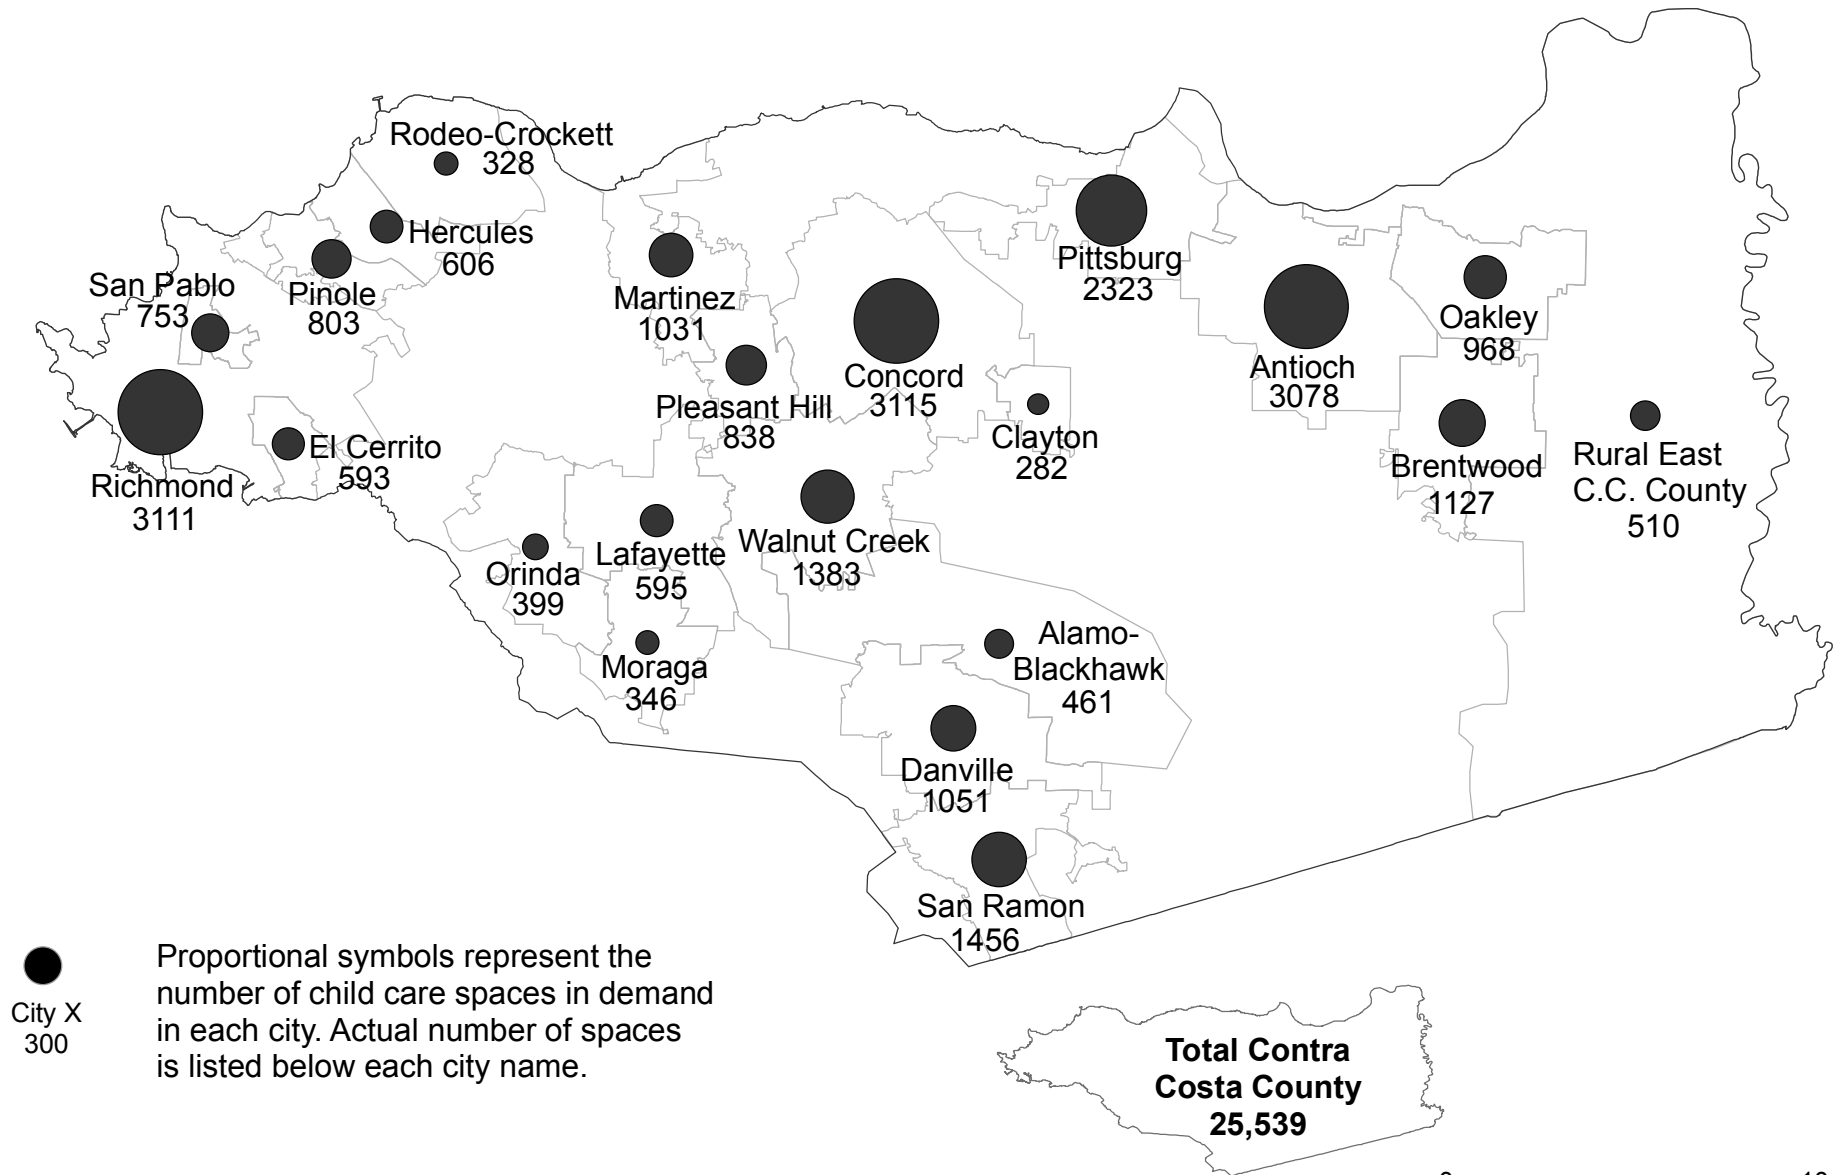 Rodeo-Crockett
328
Hercules
606
Pinole
803
San Pablo
753
Richmond
3111
El Cerrito
593
Martinez
1031
Pleasant Hill
838
Concord
3115
Clayton
282
Pittsburg
2323
Antioch
3078
Oakley
968
Brentwood
1127
Rural East
C.C. County
510
Walnut Creek
1383
Lafayette
595
Orinda
399
Moraga
346
Alamo-
Blackhawk
461
Danville
1051
San Ramon
1456
City X
300
Proportional symbols represent the
number of child care spaces in demand
in each city. Actual number of spaces
is listed below each city name.
Total Contra
Costa County
25,539